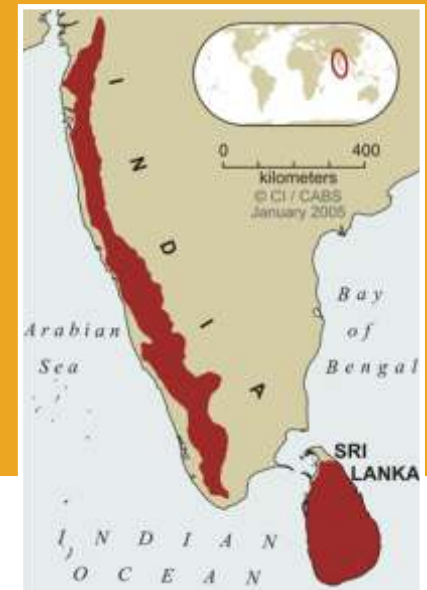 0 400
kilometers
© CI / CABS
January 2005
I N D I A
Bay
of
Bengal
Arabian
Sea
SRI
LANKA
I N D I A N
O C E A N